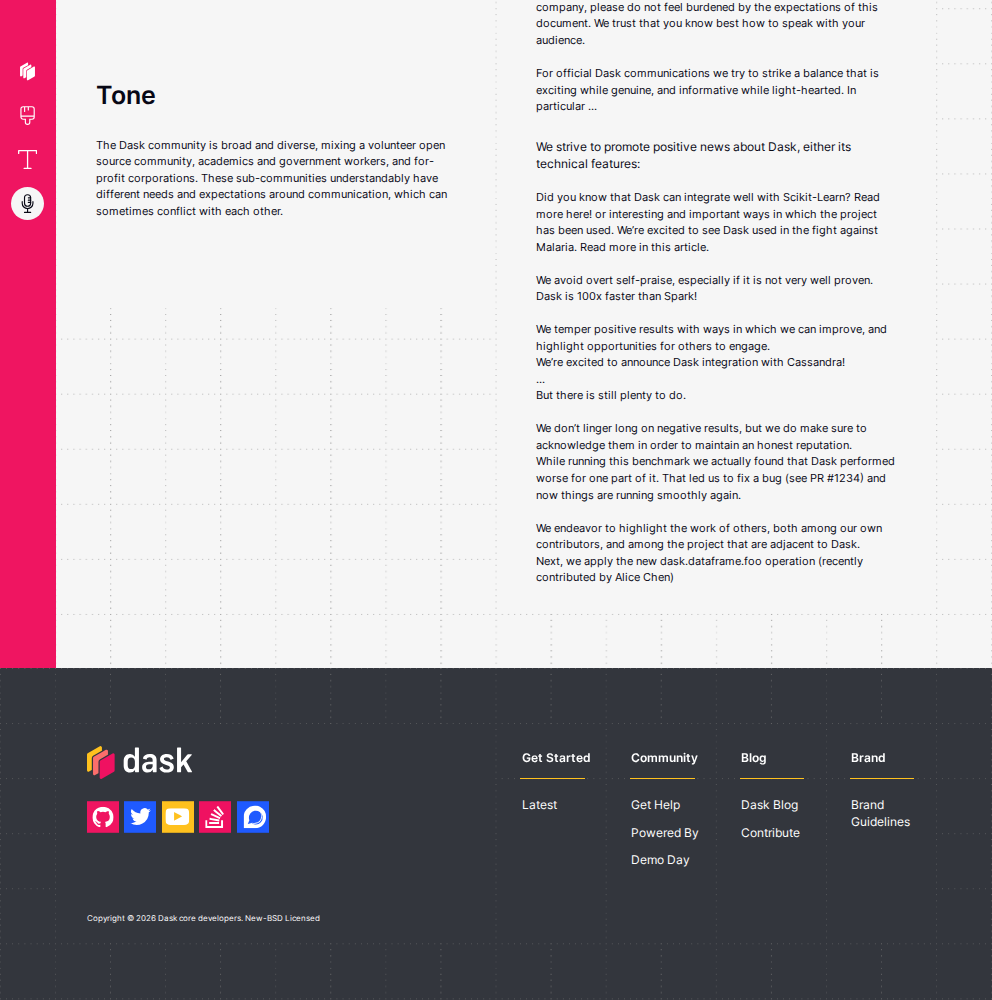 Tone
The Dask community is broad and diverse, mixing a volunteer open
source community, academics and government workers, and for-
profit corporations. These sub-communities understandably have
different needs and expectations around communication, which can
sometimes conflict with each other.
company, please do not feel burdened by the expectations of this
document. We trust that you know best how to speak with your
audience.
For official Dask communications we try to strike a balance that is
exciting while genuine, and informative while light-hearted. In
particular ...
We strive to promote positive news about Dask, either its
technical features:
Did you know that Dask can integrate well with Scikit-Learn? Read
more here! or interesting and important ways in which the project
has been used. We’re excited to see Dask used in the fight against
Malaria. Read more in this article.
We avoid overt self-praise, especially if it is not very well proven.
Dask is 100x faster than Spark!
We temper positive results with ways in which we can improve, and
highlight opportunities for others to engage.
We’re excited to announce Dask integration with Cassandra!
...
But there is still plenty to do.
We don’t linger long on negative results, but we do make sure to
acknowledge them in order to maintain an honest reputation.
While running this benchmark we actually found that Dask performed
worse for one part of it. That led us to fix a bug (see PR #1234) and
now things are running smoothly again.
We endeavor to highlight the work of others, both among our own
contributors, and among the project that are adjacent to Dask.
Next, we apply the new dask.dataframe.foo operation (recently
contributed by Alice Chen)
dask
Get Started
Latest
Community
Get Help
Powered By
Demo Day
Blog
Dask Blog
Contribute
Brand
Brand
Guidelines
Copyright © 2026 Dask core developers. New-BSD Licensed